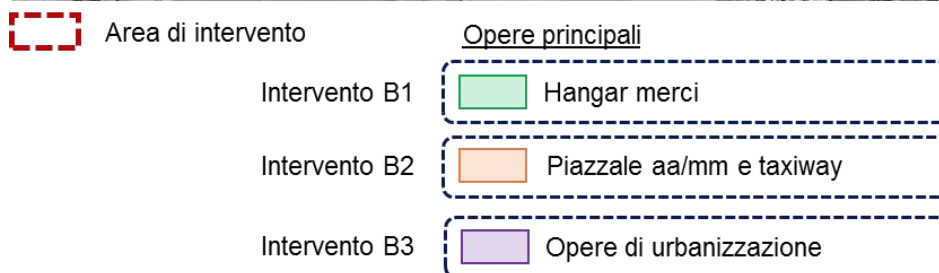 Area di intervento
Opere principali
Intervento B1 Hangar merci
Intervento B2 Piazzale aa/mm e taxiway
Intervento B3 Opere di urbanizzazione